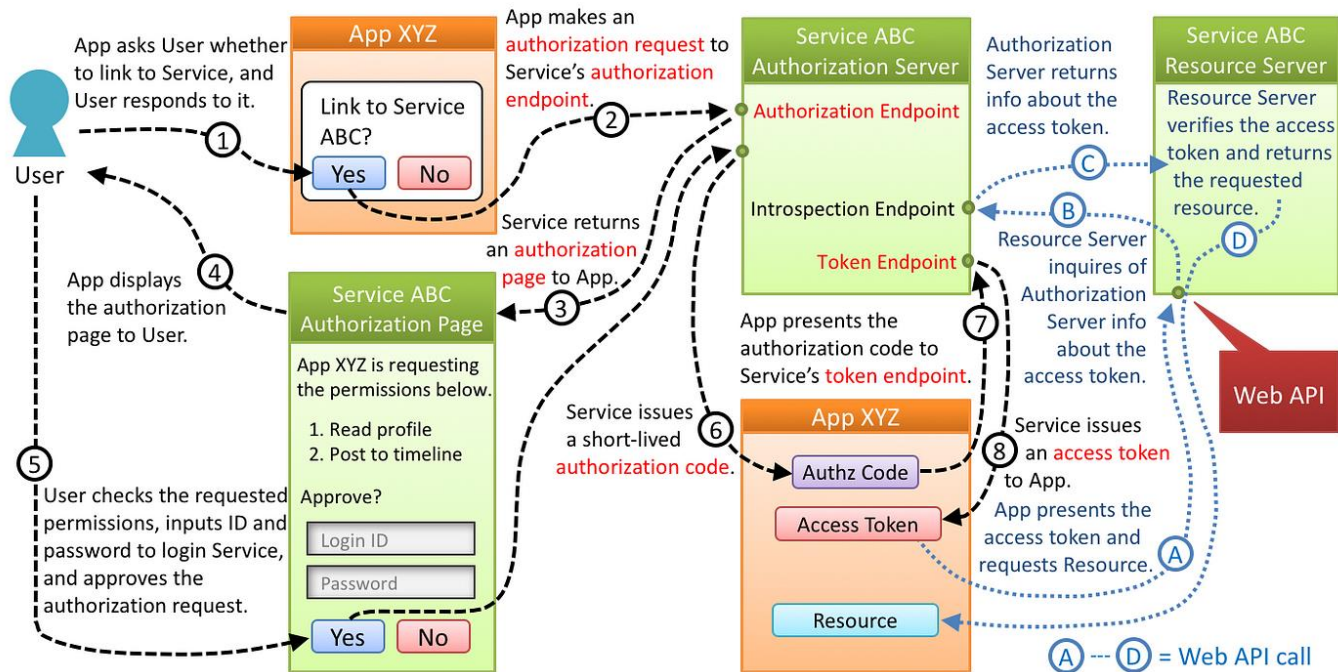 App asks User whether
to link to Service, and
User responds to it.
User
1
App XYZ
Link to Service
ABC?
Yes
No
App makes an
authorization request to
Service's authorization
endpoint.
2
Service returns
an authorization
page to App.
3
App displays
the authorization
page to User.
4
Service ABC
Authorization Page
App XYZ is requesting
the permissions below.
1. Read profile
2. Post to timeline
Approve?
Login ID
Password
Yes
No
5
User checks the requested
permissions, inputs ID and
password to login Service,
and approves the
authorization request.
Service ABC
Authorization Server
Authorization Endpoint
Introspection Endpoint
Token Endpoint
Service issues
a short-lived
authorization code.
6
App presents the
authorization code to
Service's token endpoint.
7
App XYZ
Authz Code
Access Token
Resource
8
Service issues
an access token
to App.
App presents the
access token and
requests Resource.
A
Resource Server
inquires of
Authorization
Server info
about the
access token.
B
Authorization
Server returns
info about the
access token.
C
Service ABC
Resource Server
Resource Server
verifies the access
token and returns
the requested
resource.
D
Web API
A --- D = Web API call